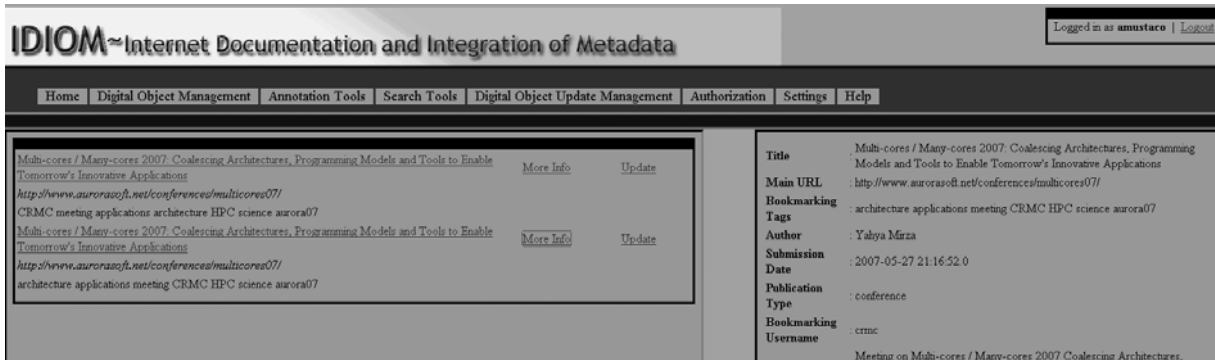 IDIOM~Internet Documentation and Integration of Metadata
Logged in as amustaco | Logout
Home Digital Object Management Annotation Tools Search Tools Digital Object Update Management Authorization Settings Help
Multi-cores / Many-cores 2007: Coalescing Architectures, Programming Models and Tools to Enable
Tomorrow's Innovative Applications
More Info
Update
http://www.aurorasoft.net/conferences/multicores07/
CRMC meeting applications architecture HPC science aurora07
Multi-cores / Many-cores 2007: Coalescing Architectures, Programming Models and Tools to Enable
Tomorrow's Innovative Applications
More Info
Update
http://www.aurorasoft.net/conferences/multicores07/
architecture applications meeting CRMC HPC science aurora07
Title : Multi-cores / Many-cores 2007: Coalescing Architectures, Programming
Models and Tools to Enable Tomorrow's Innovative Applications
Main URL : http://www.aurorasoft.net/conferences/multicores07/
Bookmarking
Tags : architecture applications meeting CRMC HPC science aurora07
Author : Yahya Mirza
Submission
Date : 2007-05-27 21:16:52.0
Publication
Type : conference
Bookmarking
Username : crmc
Meeting on Multi-cores / Many-cores 2007 Coalescing Architectures,